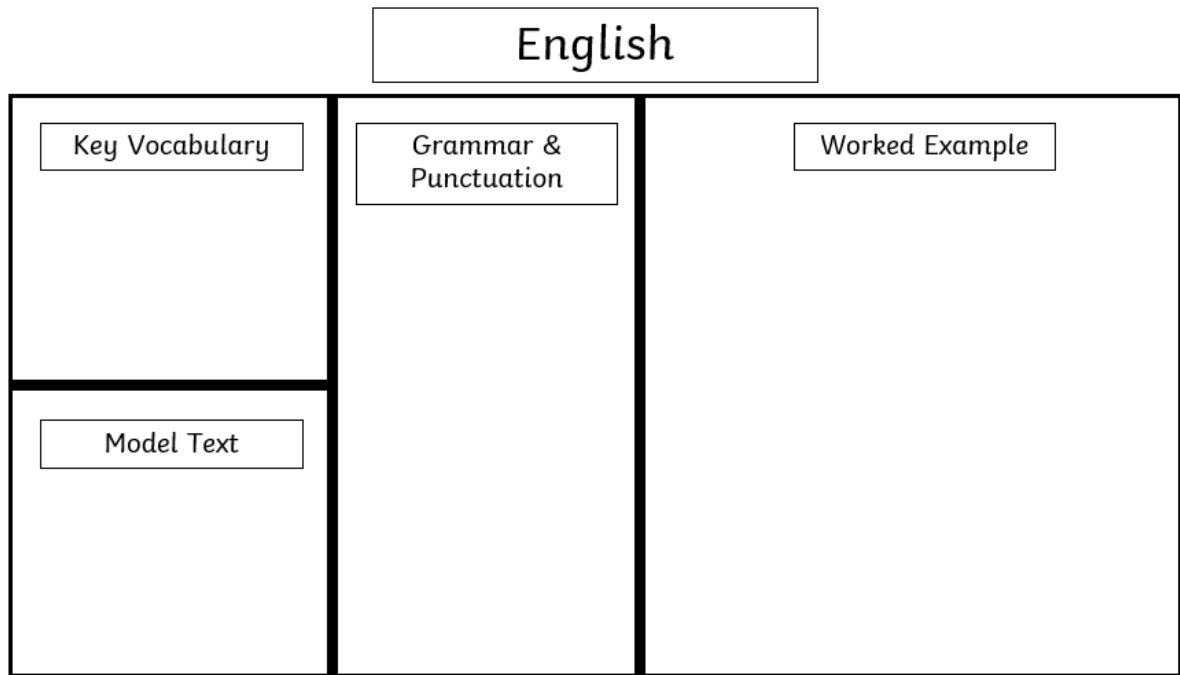 English
Key Vocabulary
Grammar &
Punctuation
Worked Example
Model Text